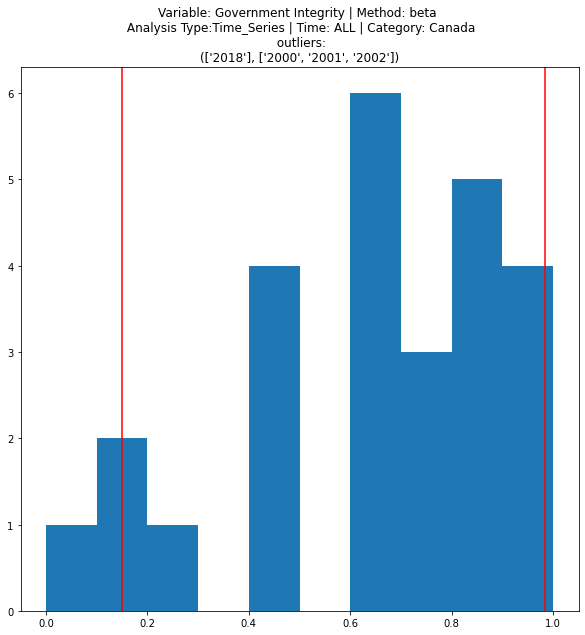 Variable: Government Integrity | Method: beta
Analysis Type:Time_Series | Time: ALL | Category: Canada
outliers:
(['2018'], ['2000', '2001', '2002'])
6
5
4
3
2
1
0
0.0 0.2 0.4 0.6 0.8 1.0